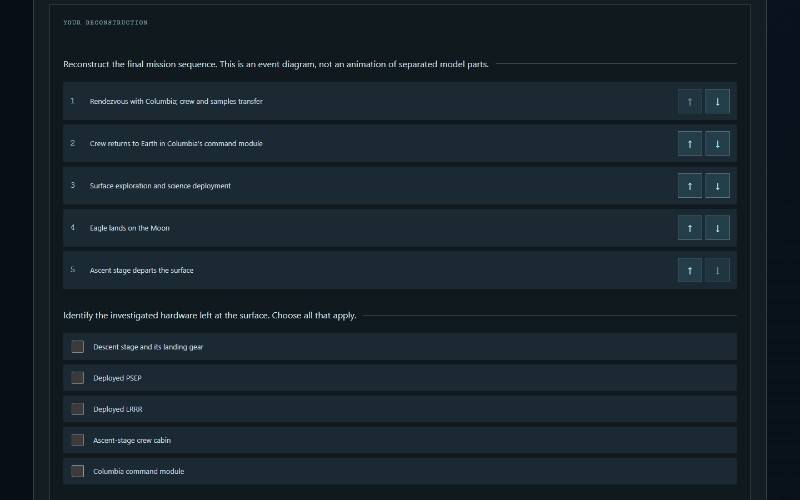 YOUR RECONSTRUCTION
Reconstruct the final mission sequence. This is an event diagram, not an animation of separated model parts.
1 Rendezvous with Columbia; crew and samples transfer ↑ ↓
2 Crew returns to Earth in Columbia's command module ↑ ↓
3 Surface exploration and science deployment ↑ ↓
4 Eagle lands on the Moon ↑ ↓
5 Ascent stage departs the surface ↑ ↓
Identify the investigated hardware left at the surface. Choose all that apply.
Descent stage and its landing gear
Deployed PSEP
Deployed LRRR
Ascent-stage crew cabin
Columbia command module